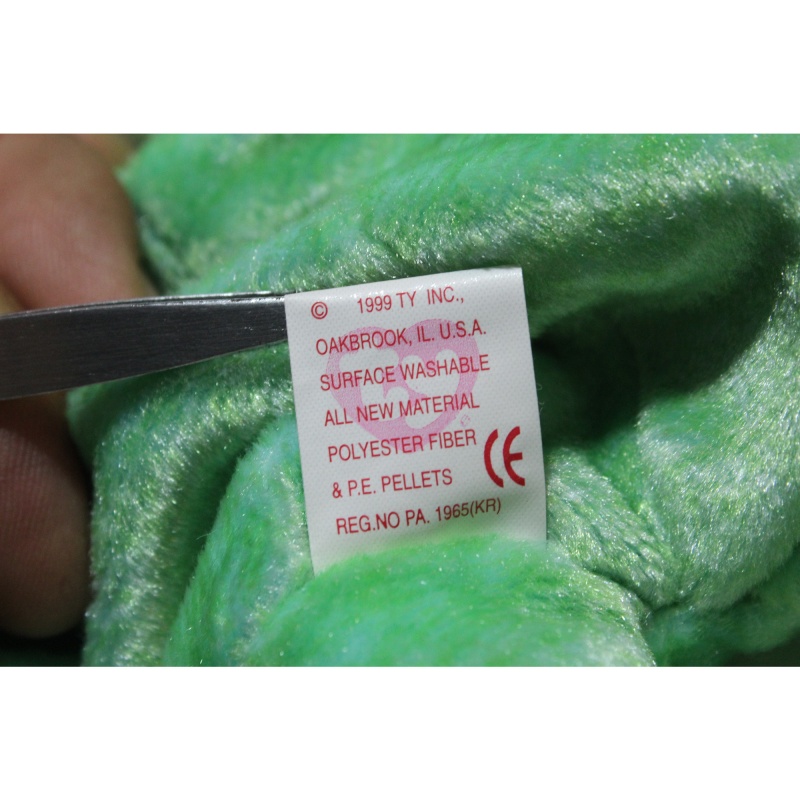 © 1999 TY INC.,
OAKBROOK, IL. U.S.A.
SURFACE WASHABLE
ALL NEW MATERIAL
POLYESTER FIBER
& P.E. PELLETS
REG.NO PA. 1965(KR)
CE
ty
®